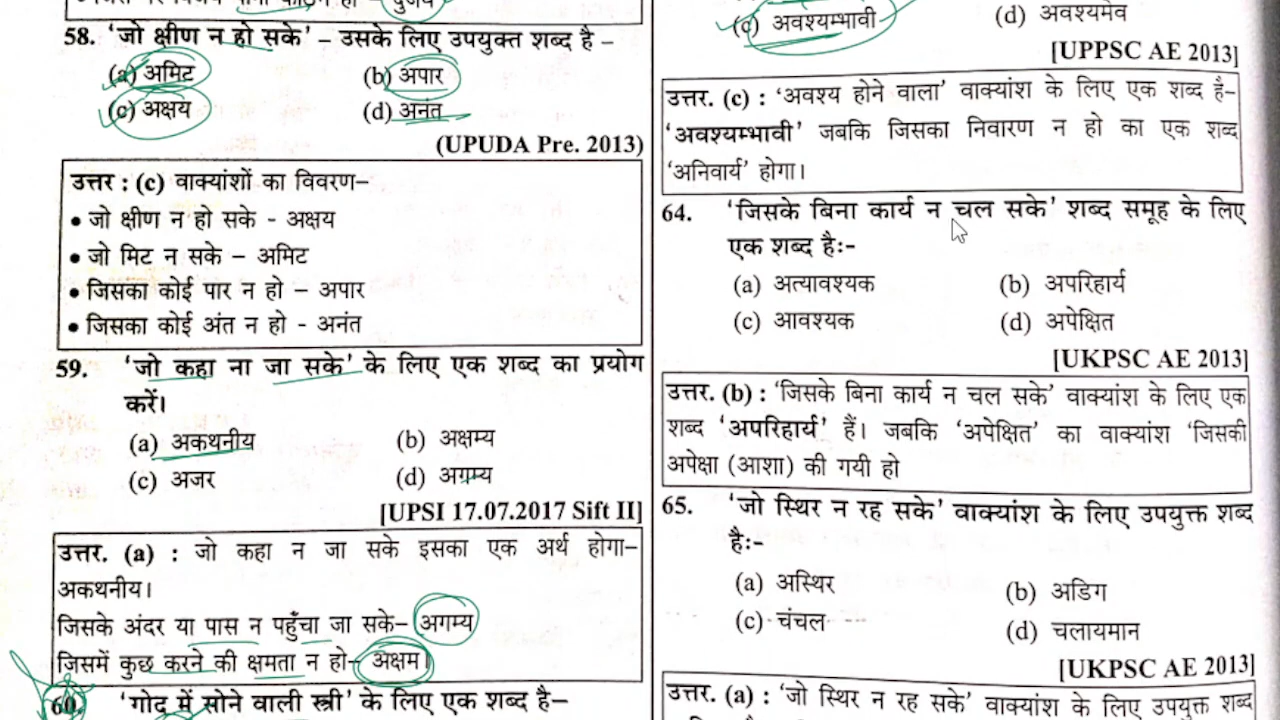 दुर्जय
58. 'जो क्षीण न हो सके' – उसके लिए उपयुक्त शब्द है –
(a) अमिट (b) अपार
(c) अक्षय (d) अनंत
(UPUDA Pre. 2013)
उत्तर : (c) वाक्यांशों का विवरण–
• जो क्षीण न हो सके - अक्षय
• जो मिट न सके – अमिट
• जिसका कोई पार न हो – अपार
• जिसका कोई अंत न हो - अनंत
59. 'जो कहा ना जा सके' के लिए एक शब्द का प्रयोग
करें।
(a) अकथनीय (b) अक्षम्य
(c) अजर (d) अगम्य
[UPSI 17.07.2017 Sift II]
उत्तर. (a) : जो कहा न जा सके इसका एक अर्थ होगा–
अकथनीय।
जिसके अंदर या पास न पहुँचा जा सके– अगम्य
जिसमें कुछ करने की क्षमता न हो– अक्षम।
60. 'गोद में सोने वाली स्त्री' के लिए एक शब्द है–
(c) अवश्यम्भावी (d) अवश्यमेव
[UPPSC AE 2013]
उत्तर. (c) : 'अवश्य होने वाला' वाक्यांश के लिए एक शब्द है–
'अवश्यम्भावी' जबकि जिसका निवारण न हो का एक शब्द
'अनिवार्य' होगा।
64. 'जिसके बिना कार्य न चल सके' शब्द समूह के लिए
एक शब्द है:-
(a) अत्यावश्यक (b) अपरिहार्य
(c) आवश्यक (d) अपेक्षित
[UKPSC AE 2013]
उत्तर. (b) : 'जिसके बिना कार्य न चल सके' वाक्यांश के लिए एक
शब्द 'अपरिहार्य' हैं। जबकि 'अपेक्षित' का वाक्यांश 'जिसकी
अपेक्षा (आशा) की गयी हो
65. 'जो स्थिर न रह सके' वाक्यांश के लिए उपयुक्त शब्द
है:-
(a) अस्थिर (b) अडिग
(c) चंचल (d) चलायमान
[UKPSC AE 2013]
उत्तर. (a) : 'जो स्थिर न रह सके' वाक्यांश के लिए उपयुक्त शब्द